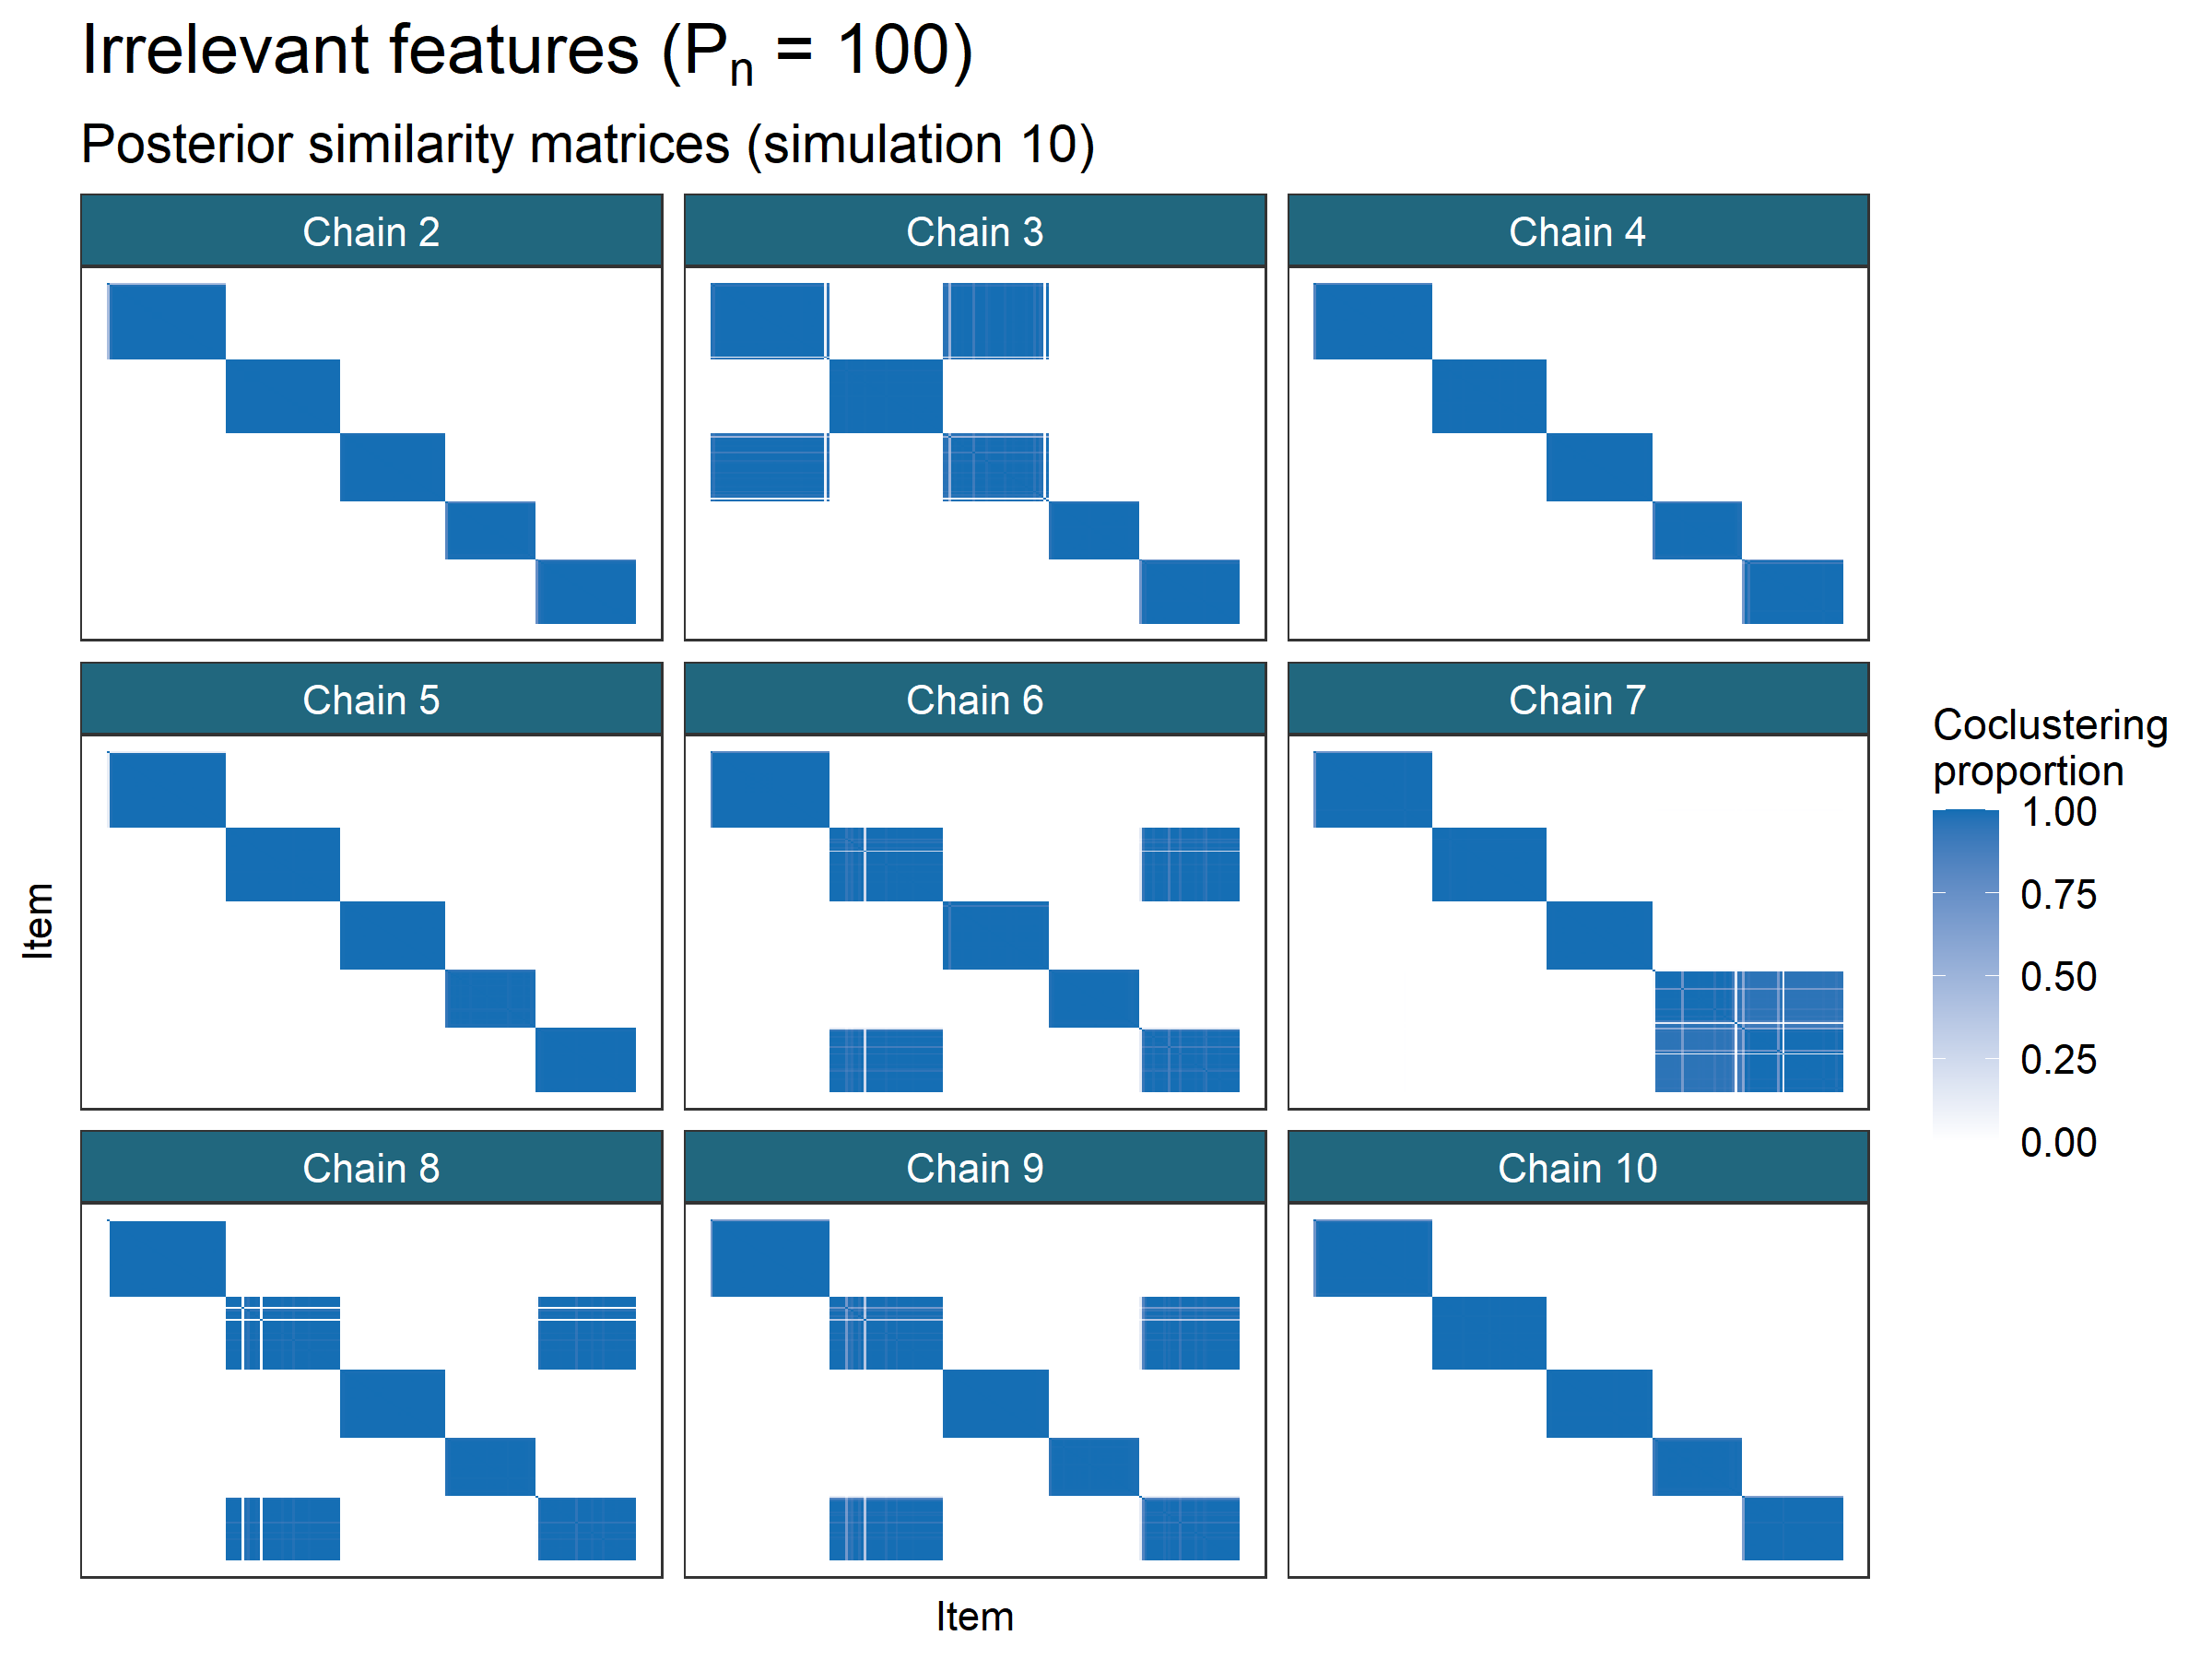 Irrelevant features (Pn = 100)
Posterior similarity matrices (simulation 10)
Chain 2
Chain 3
Chain 4
Chain 5
Chain 6
Chain 7
Chain 8
Chain 9
Chain 10
Item
Item
Coclustering
proportion
1.00
0.75
0.50
0.25
0.00